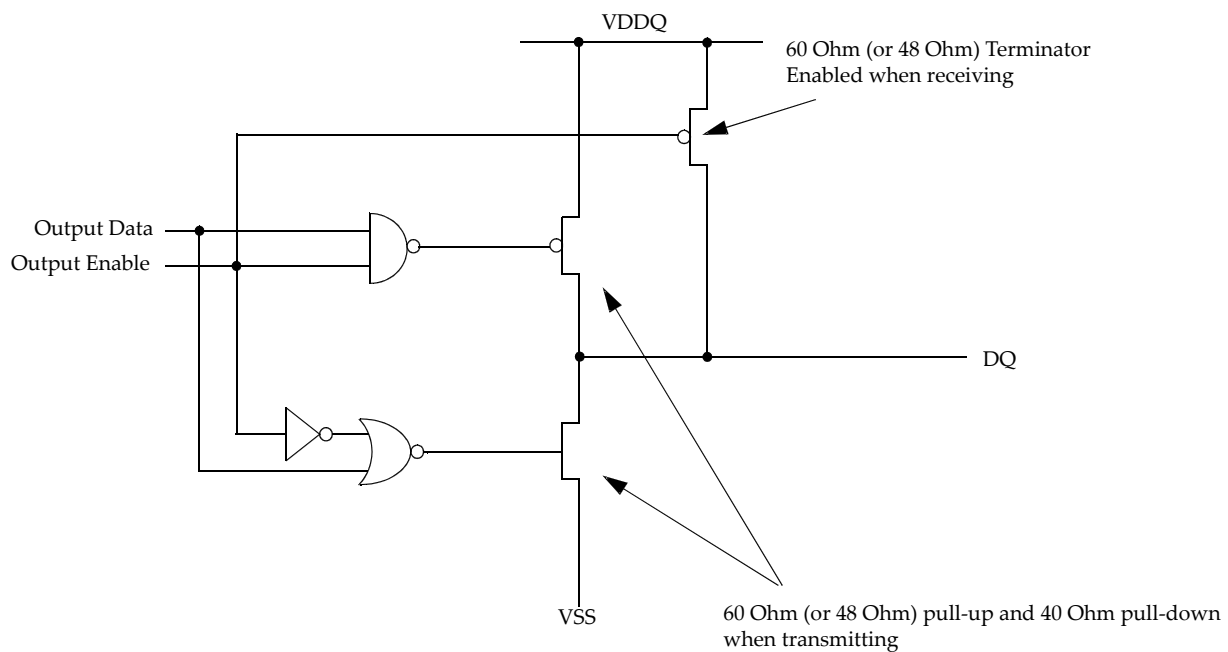 VDDQ
60 Ohm (or 48 Ohm) Terminator
Enabled when receiving
Output Data
Output Enable
DQ
VSS
60 Ohm (or 48 Ohm) pull-up and 40 Ohm pull-down
when transmitting